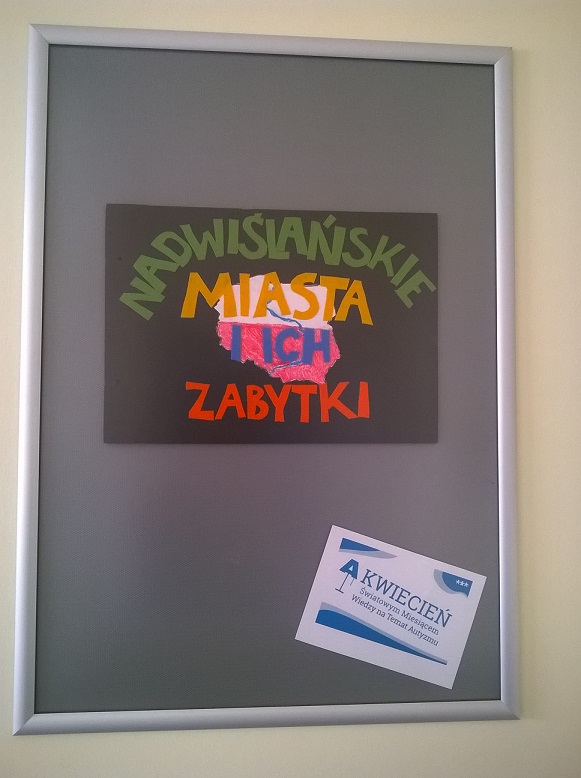 NADWIŚLAŃSKIE
MIASTA
I ICH
ZABYTKI
KWIECIEŃ
Światowym Miesiącem
Wiedzy na Temat Autyzmu